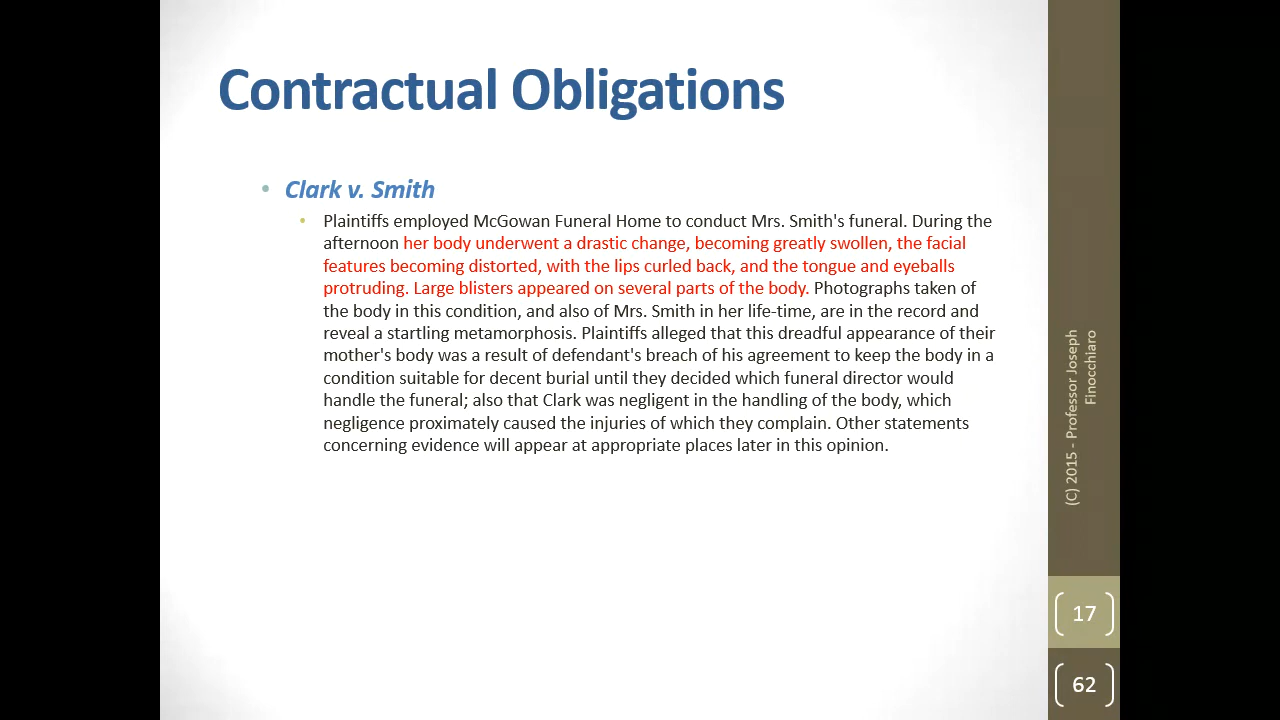 Contractual Obligations
• Clark v. Smith
• Plaintiffs employed McGowan Funeral Home to conduct Mrs. Smith's funeral. During the
afternoon her body underwent a drastic change, becoming greatly swollen, the facial
features becoming distorted, with the lips curled back, and the tongue and eyeballs
protruding. Large blisters appeared on several parts of the body. Photographs taken of
the body in this condition, and also of Mrs. Smith in her life-time, are in the record and
reveal a startling metamorphosis. Plaintiffs alleged that this dreadful appearance of their
mother's body was a result of defendant's breach of his agreement to keep the body in a
condition suitable for decent burial until they decided which funeral director would
handle the funeral; also that Clark was negligent in the handling of the body, which
negligence proximately caused the injuries of which they complain. Other statements
concerning evidence will appear at appropriate places later in this opinion.
(C) 2015 - Professor Joseph
Finocchiaro
17
62